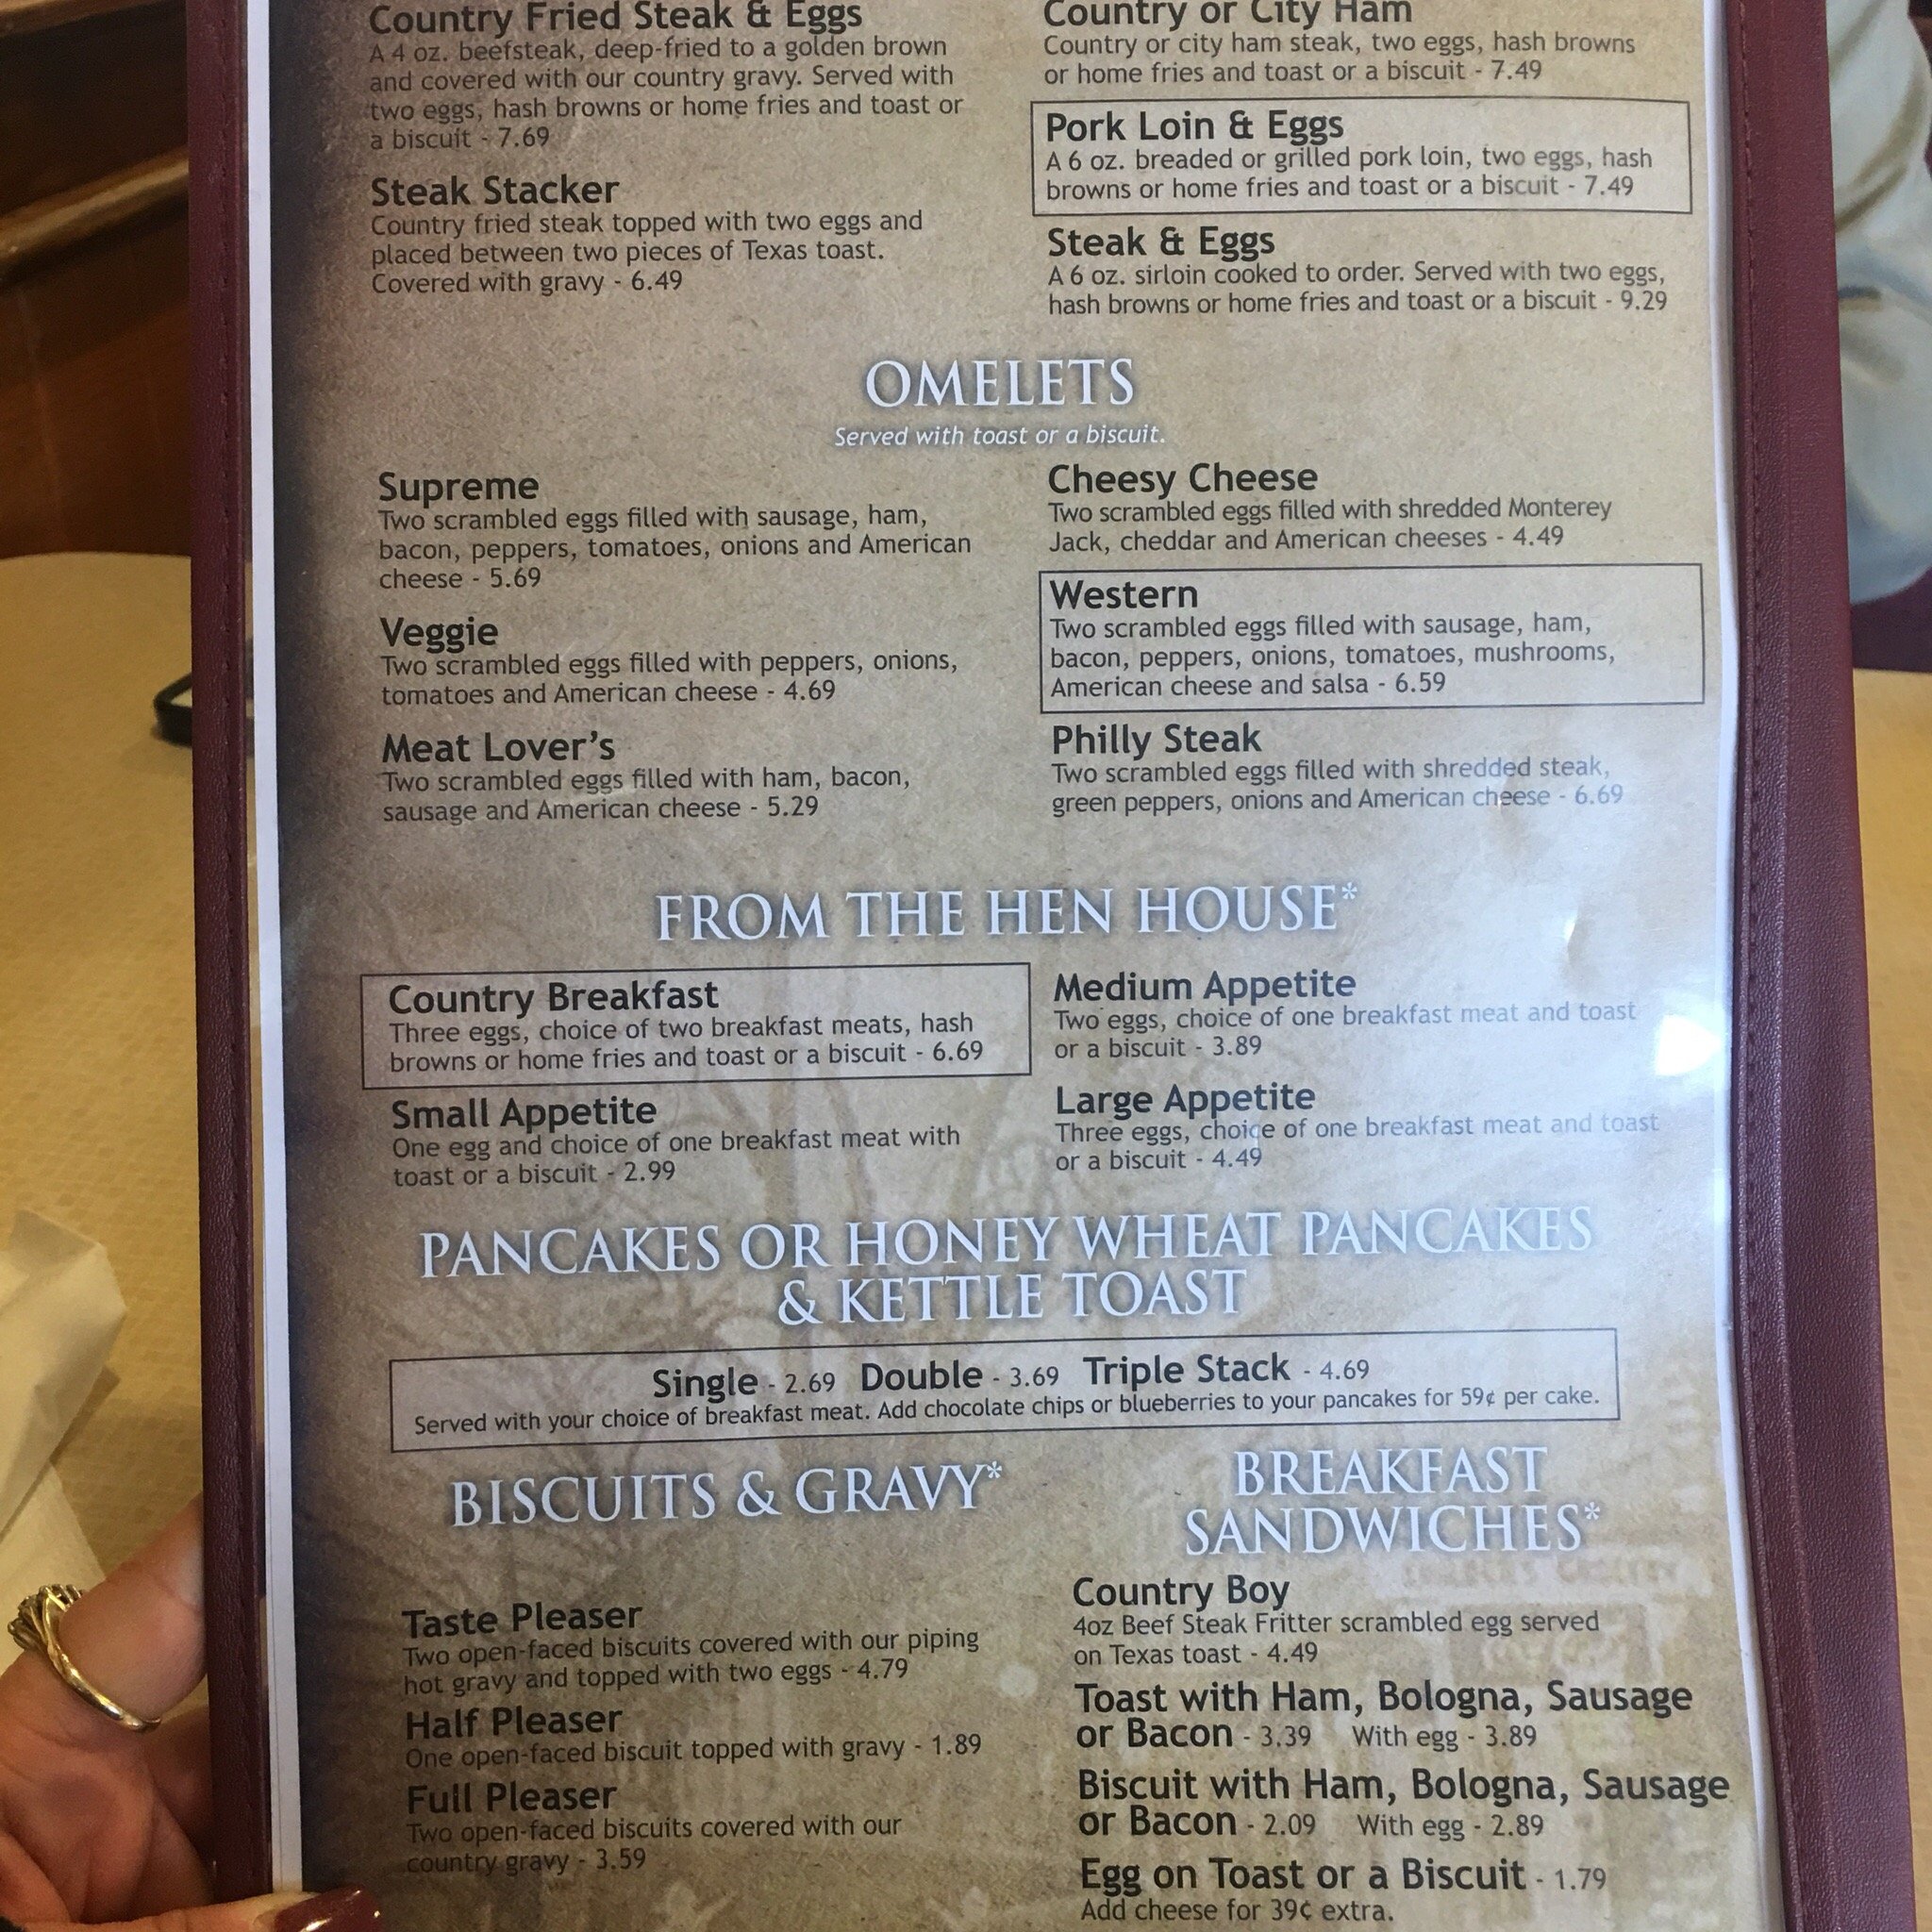 Country Fried Steak & Eggs
A 4 oz. beefsteak, deep-fried to a golden brown
and covered with our country gravy. Served with
two eggs, hash browns or home fries and toast or
a biscuit - 7.69
Steak Stacker
Country fried steak topped with two eggs and
placed between two pieces of Texas toast.
Covered with gravy - 6.49
Country or City Ham
Country or city ham steak, two eggs, hash browns
or home fries and toast or a biscuit - 7.49
Pork Loin & Eggs
A 6 oz. breaded or grilled pork loin, two eggs, hash
browns or home fries and toast or a biscuit - 7.49
Steak & Eggs
A 6 oz. sirloin cooked to order. Served with two eggs,
hash browns or home fries and toast or a biscuit - 9.29
OMELETS
Served with toast or a biscuit.
Supreme
Two scrambled eggs filled with sausage, ham,
bacon, peppers, tomatoes, onions and American
cheese - 5.69
Veggie
Two scrambled eggs filled with peppers, onions,
tomatoes and American cheese - 4.69
Meat Lover's
Two scrambled eggs filled with ham, bacon,
sausage and American cheese - 5.29
Cheesy Cheese
Two scrambled eggs filled with shredded Monterey
Jack, cheddar and American cheeses - 4.49
Western
Two scrambled eggs filled with sausage, ham,
bacon, peppers, onions, tomatoes, mushrooms,
American cheese and salsa - 6.59
Philly Steak
Two scrambled eggs filled with shredded steak,
green peppers, onions and American cheese - 6.69
FROM THE HEN HOUSE*
Country Breakfast
Three eggs, choice of two breakfast meats, hash
browns or home fries and toast or a biscuit - 6.69
Small Appetite
One egg and choice of one breakfast meat with
toast or a biscuit - 2.99
Medium Appetite
Two eggs, choice of one breakfast meat and toast
or a biscuit - 3.89
Large Appetite
Three eggs, choice of one breakfast meat and toast
or a biscuit - 4.49
PANCAKES OR HONEY WHEAT PANCAKES
& KETTLE TOAST
Single - 2.69 Double - 3.69 Triple Stack - 4.69
Served with your choice of breakfast meat. Add chocolate chips or blueberries to your pancakes for 59¢ per cake.
BISCUITS & GRAVY*
Taste Pleaser
Two open-faced biscuits covered with our piping
hot gravy and topped with two eggs - 4.79
Half Pleaser
One open-faced biscuit topped with gravy - 1.89
Full Pleaser
Two open-faced biscuits covered with our
country gravy - 3.59
BREAKFAST
SANDWICHES*
Country Boy
4oz Beef Steak Fritter scrambled egg served
on Texas toast - 4.49
Toast with Ham, Bologna, Sausage
or Bacon - 3.39 With egg - 3.89
Biscuit with Ham, Bologna, Sausage
or Bacon - 2.09 With egg - 2.89
Egg on Toast or a Biscuit - 1.79
Add cheese for 39¢ extra.